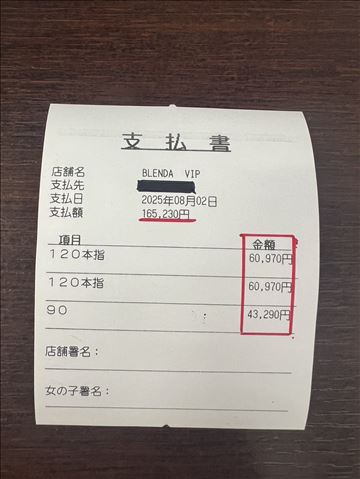 支払書
店舗名 BLENDA VIP
支払先
支払日 2025年08月02日
支払額 165,230円
項目 金額
120本指 60,970円
120本指 60,970円
90 43,290円
店舗署名：
女の子署名：